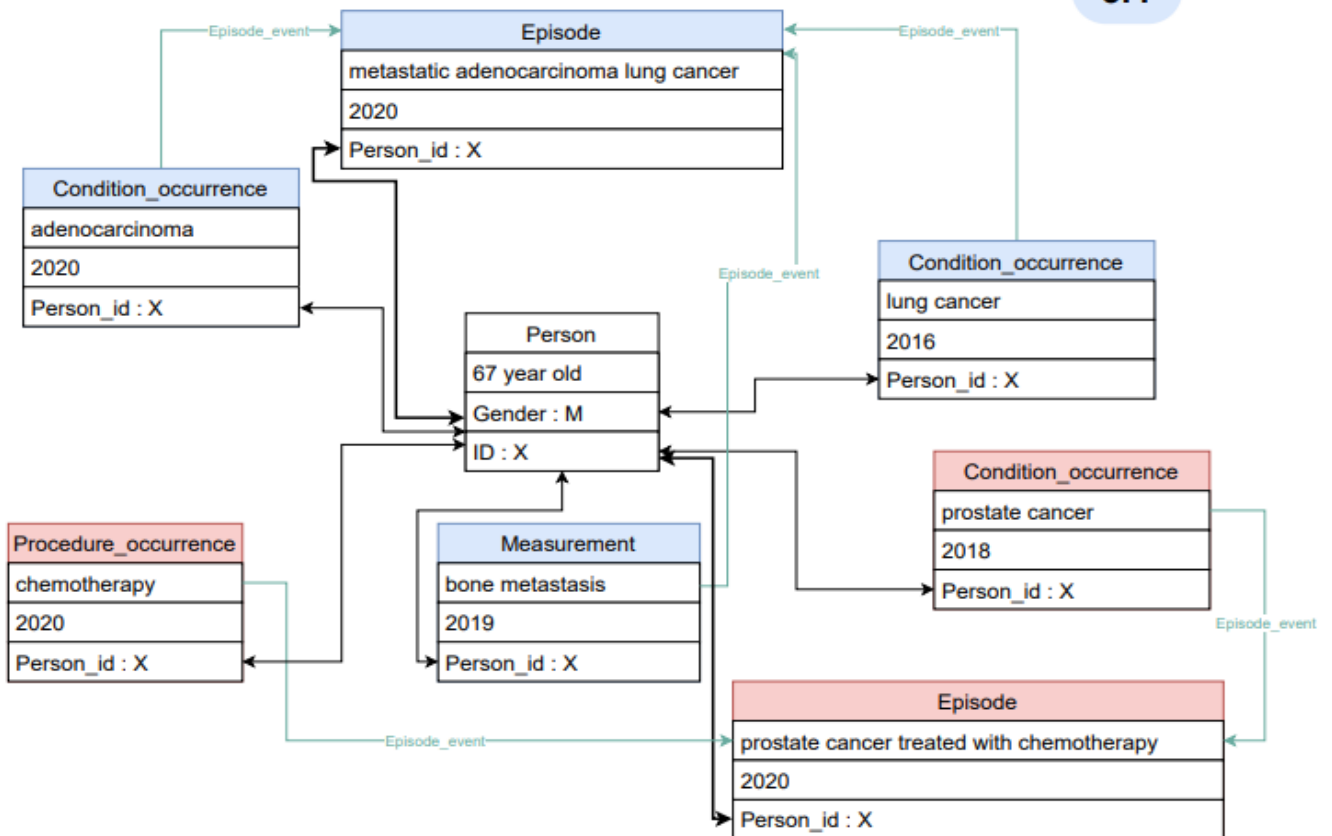 Episode_event
Episode
Episode_event
metastatic adenocarcinoma lung cancer
2020
Person_id : X
Condition_occurrence
adenocarcinoma
2020
Person_id : X
Episode_event
Condition_occurrence
lung cancer
2016
Person_id : X
Person
67 year old
Gender : M
ID : X
Condition_occurrence
prostate cancer
2018
Person_id : X
Procedure_occurrence
chemotherapy
2020
Person_id : X
Measurement
bone metastasis
2019
Person_id : X
Episode_event
Episode_event
Episode
prostate cancer treated with chemotherapy
2020
Person_id : X